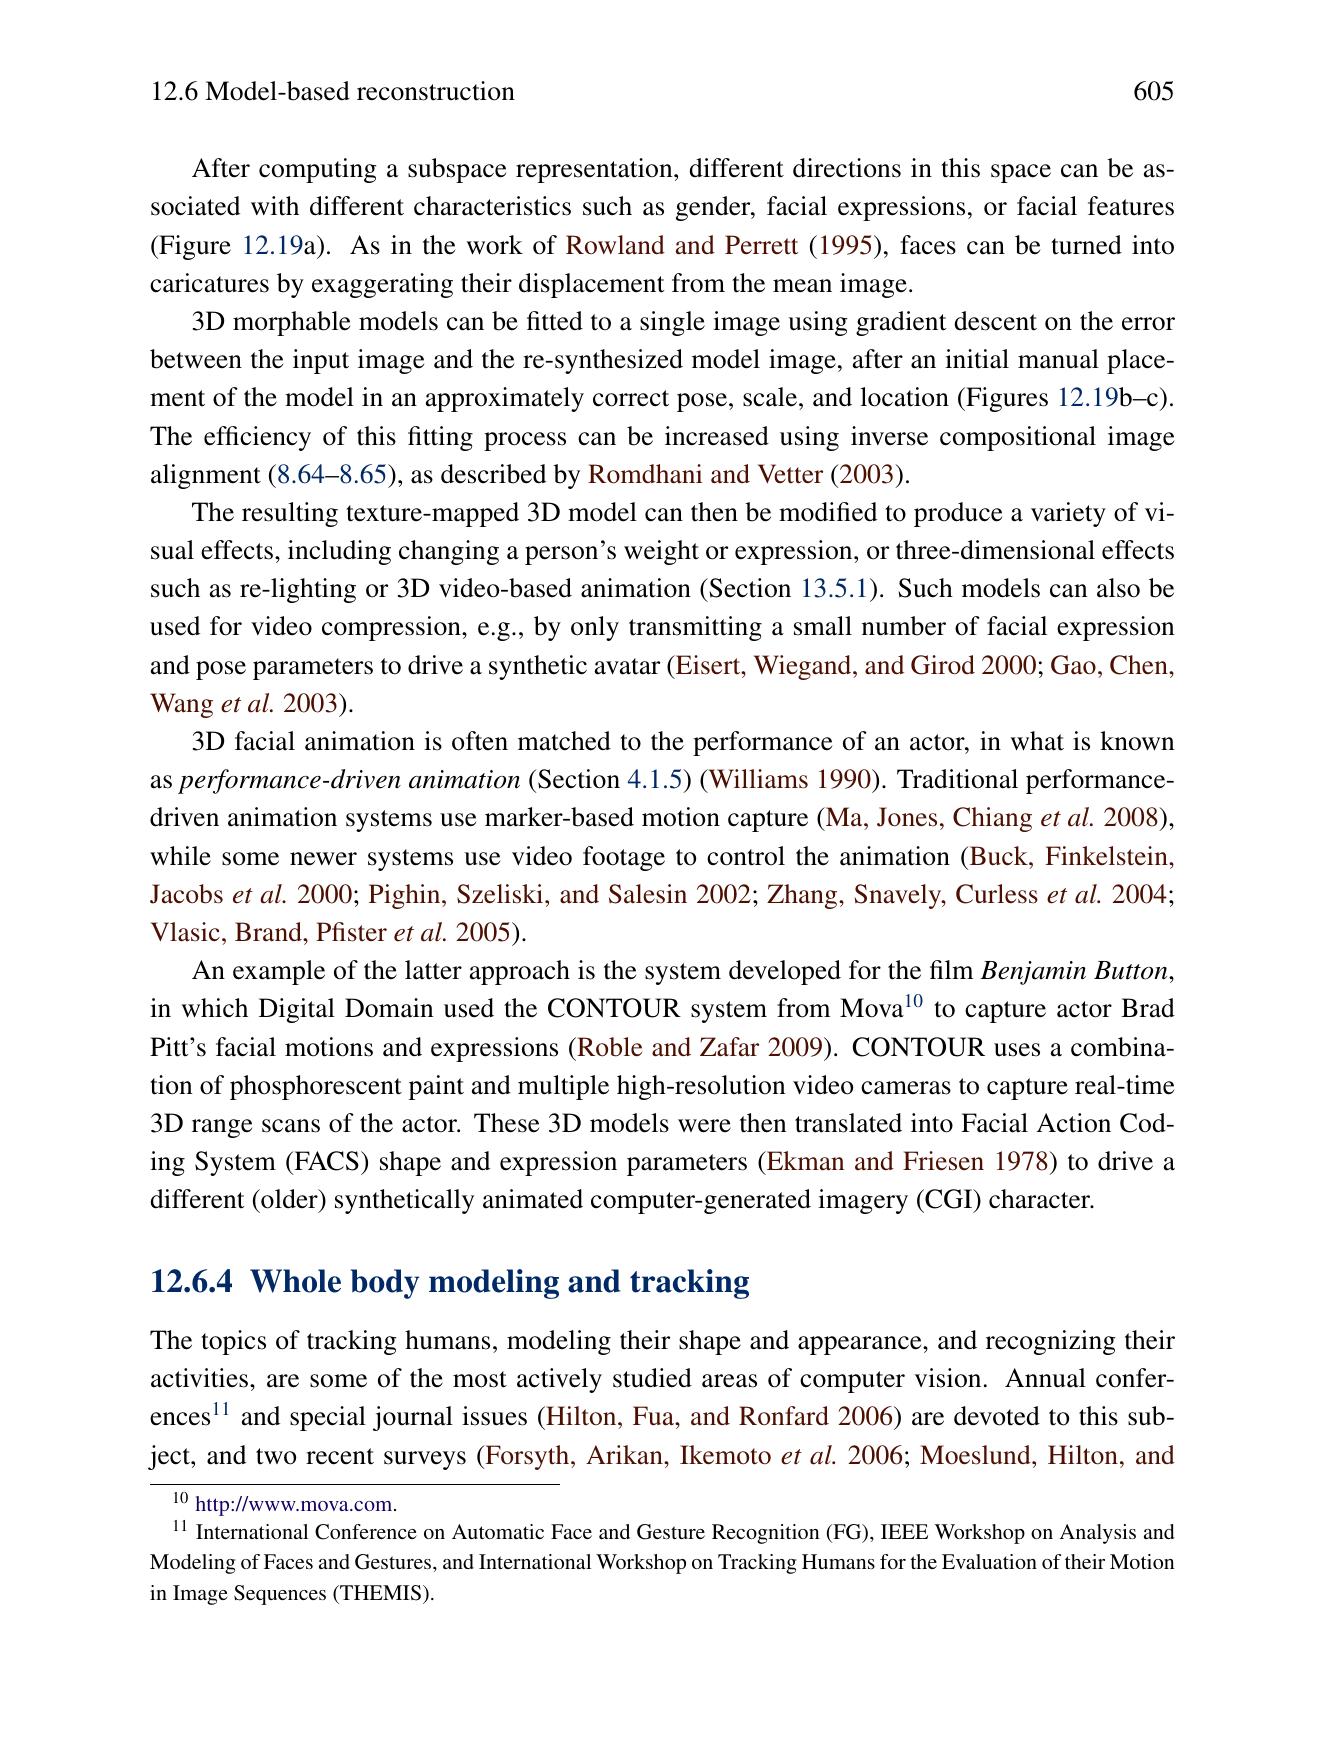 12.6 Model-based reconstruction 605
After computing a subspace representation, different directions in this space can be as-
sociated with different characteristics such as gender, facial expressions, or facial features
(Figure 12.19a). As in the work of Rowland and Perrett (1995), faces can be turned into
caricatures by exaggerating their displacement from the mean image.
3D morphable models can be fitted to a single image using gradient descent on the error
between the input image and the re-synthesized model image, after an initial manual place-
ment of the model in an approximately correct pose, scale, and location (Figures 12.19b–c).
The efficiency of this fitting process can be increased using inverse compositional image
alignment (8.64–8.65), as described by Romdhani and Vetter (2003).
The resulting texture-mapped 3D model can then be modified to produce a variety of vi-
sual effects, including changing a person's weight or expression, or three-dimensional effects
such as re-lighting or 3D video-based animation (Section 13.5.1). Such models can also be
used for video compression, e.g., by only transmitting a small number of facial expression
and pose parameters to drive a synthetic avatar (Eisert, Wiegand, and Girod 2000; Gao, Chen,
Wang et al. 2003).
3D facial animation is often matched to the performance of an actor, in what is known
as performance-driven animation (Section 4.1.5) (Williams 1990). Traditional performance-
driven animation systems use marker-based motion capture (Ma, Jones, Chiang et al. 2008),
while some newer systems use video footage to control the animation (Buck, Finkelstein,
Jacobs et al. 2000; Pighin, Szeliski, and Salesin 2002; Zhang, Snavely, Curless et al. 2004;
Vlasic, Brand, Pfister et al. 2005).
An example of the latter approach is the system developed for the film Benjamin Button,
in which Digital Domain used the CONTOUR system from Mova10 to capture actor Brad
Pitt's facial motions and expressions (Roble and Zafar 2009). CONTOUR uses a combina-
tion of phosphorescent paint and multiple high-resolution video cameras to capture real-time
3D range scans of the actor. These 3D models were then translated into Facial Action Cod-
ing System (FACS) shape and expression parameters (Ekman and Friesen 1978) to drive a
different (older) synthetically animated computer-generated imagery (CGI) character.
12.6.4 Whole body modeling and tracking
The topics of tracking humans, modeling their shape and appearance, and recognizing their
activities, are some of the most actively studied areas of computer vision. Annual confer-
ences11 and special journal issues (Hilton, Fua, and Ronfard 2006) are devoted to this sub-
ject, and two recent surveys (Forsyth, Arikan, Ikemoto et al. 2006; Moeslund, Hilton, and
10 http://www.mova.com.
11 International Conference on Automatic Face and Gesture Recognition (FG), IEEE Workshop on Analysis and
Modeling of Faces and Gestures, and International Workshop on Tracking Humans for the Evaluation of their Motion
in Image Sequences (THEMIS).